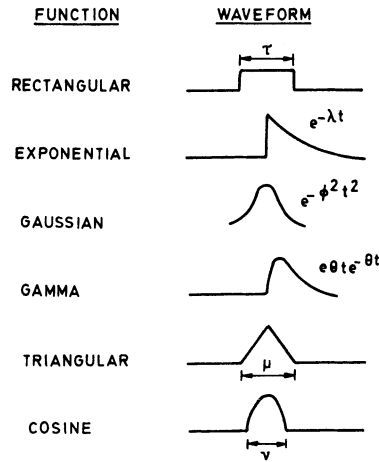 FUNCTION WAVEFORM
τ
RECTANGULAR
e-λt
EXPONENTIAL
e-ϕ2t2
GAUSSIAN
eθte-θt
GAMMA
TRIANGULAR
μ
COSINE
ν